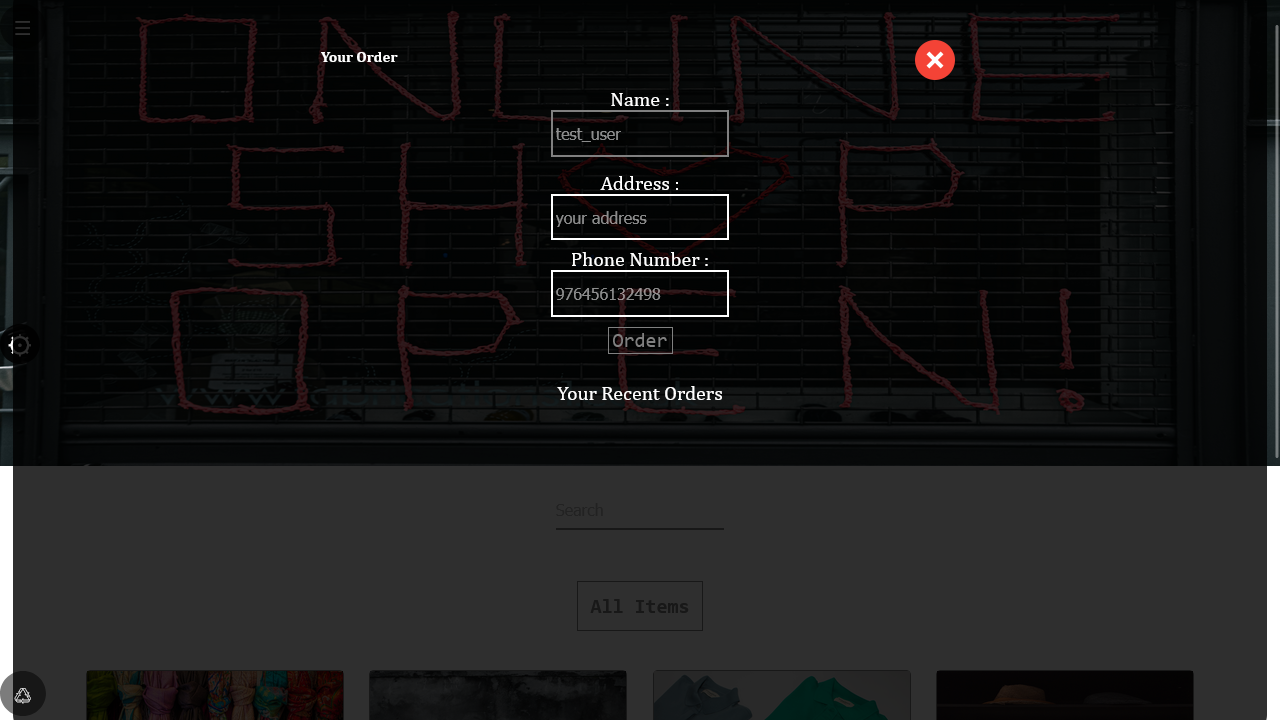 ONLINE
SHOP
OPEN!
Your Order
Name :
test_user
Address :
your address
Phone Number :
976456132498
Order
Your Recent Orders
Search
All Items